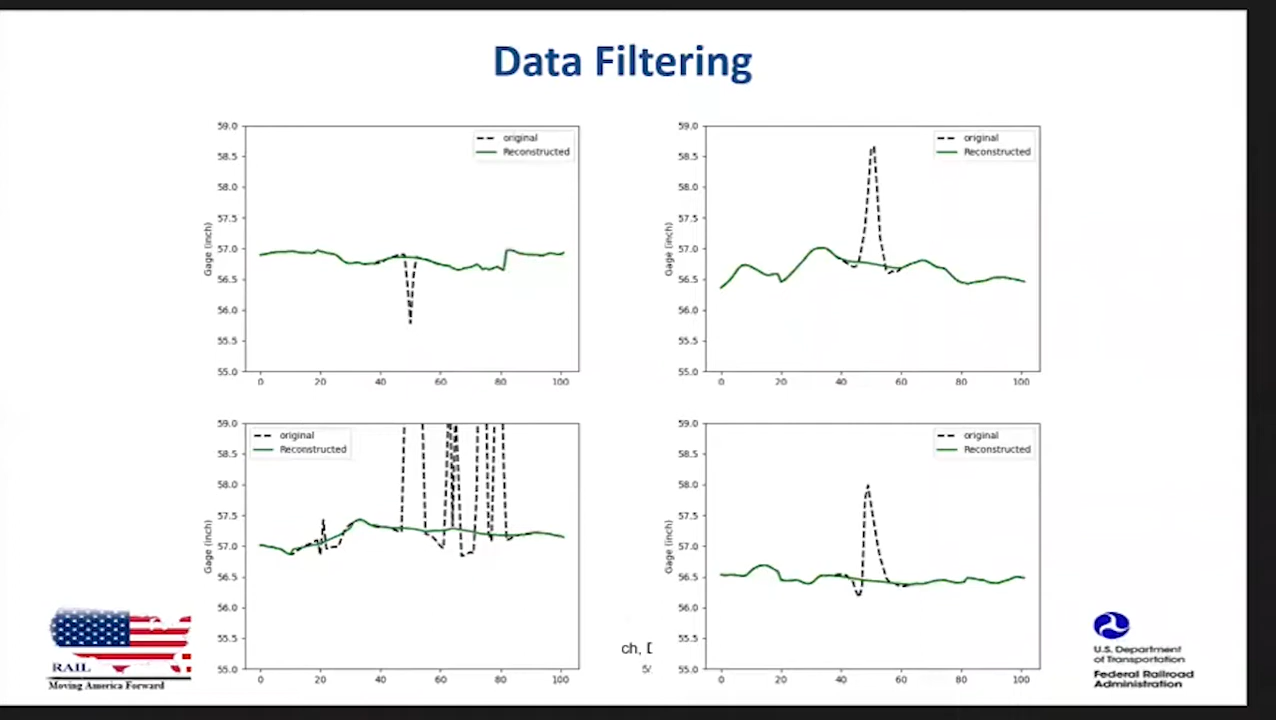 Data Filtering
59.0
58.5
58.0
57.5
57.0
56.5
56.0
55.5
55.0
Gage (inch)
original
Reconstructed
0 20 40 60 80 100
59.0
58.5
58.0
57.5
57.0
56.5
56.0
55.5
55.0
Gage (inch)
original
Reconstructed
0 20 40 60 80 100
59.0
58.5
58.0
57.5
57.0
56.5
56.0
55.5
55.0
Gage (inch)
original
Reconstructed
0 20 40 60 80 100
59.0
58.5
58.0
57.5
57.0
56.5
56.0
55.5
55.0
Gage (inch)
original
Reconstructed
0 20 40 60 80 100
RAIL
Moving America Forward
ch,
U.S. Department
of Transportation
Federal Railroad
Administration